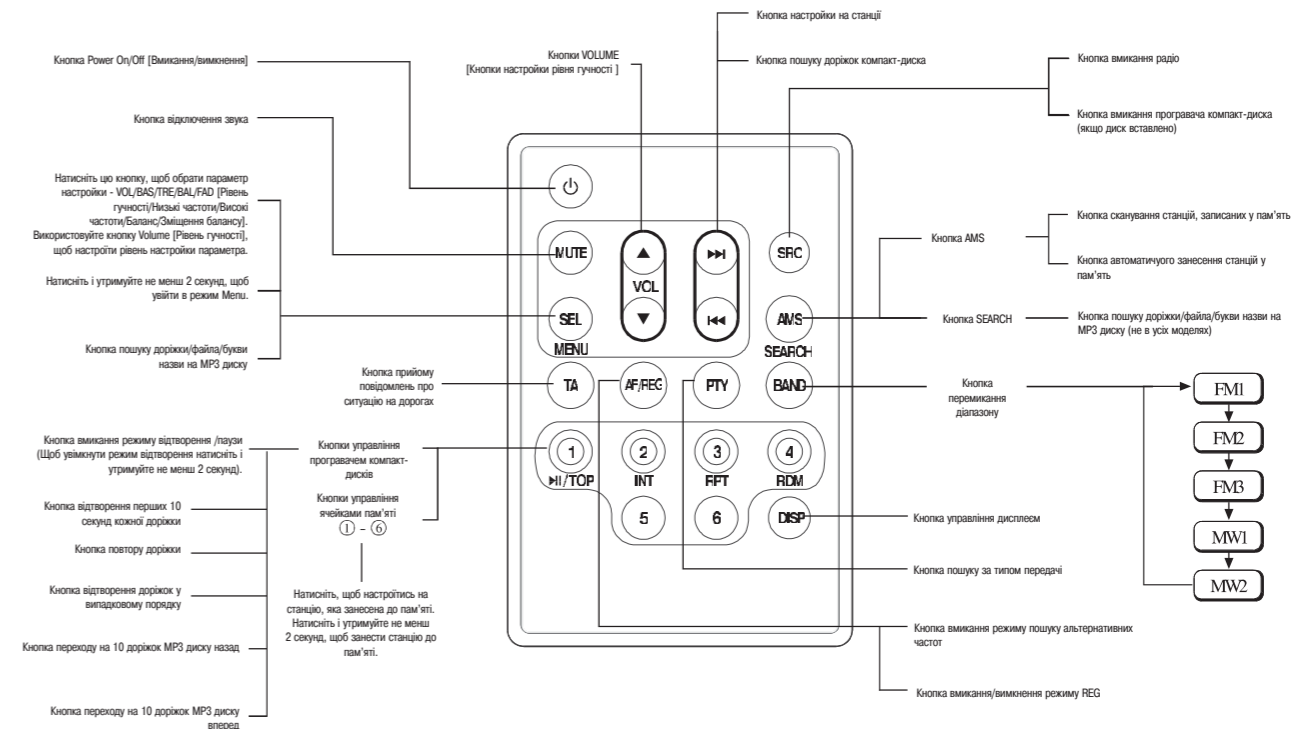 Кнопка настройки на станції
Кнопка пошуку доріжок компакт-диска
Кнопки VOLUME
[Кнопки настройки рівня гучності ]
Кнопка Power On/Off [Вмикання/вимкнення]
Кнопка вмикання радіо
Кнопка вмикання програвача компакт-диска
(якщо диск вставлено)
Кнопка відключення звука
Натисніть цю кнопку, щоб обрати параметр
настройки - VOL/BAS/TRE/BAL/FAD [Рівень
гучності/Низькі частоти/Високі
частоти/Баланс/Зміщення балансу].
Використовуйте кнопку Volume [Рівень гучності],
щоб настроїти рівень настройки параметра.
Натисніть і утримуйте не менш 2 секунд, щоб
увійти в режим Menu.
Кнопка пошуку доріжки/файла/букви
назви на MP3 диску
MUTE
VOL
SRC
SEL
MENU
AMS
SEARCH
Кнопка AMS
Кнопка сканування станцій, записаних у пам'ять
Кнопка автоматичуого занесення станцій у
пам'ять
Кнопка SEARCH
Кнопка пошуку доріжки/файла/букви назви на
MP3 диску (не в усіх моделях)
Кнопка прийому
повідомлень про
ситуацію на дорогах
TA
AF/REG
PTY
BAND
Кнопка
перемикання
діапазону
FM1
FM2
FM3
MW1
MW2
Кнопка вмикання режиму відтворення /паузи
(Щоб увімкнути режим відтворення натисніть і
утримуйте не менш 2 секунд).
Кнопка відтворення перших 10
секунд кожної доріжки
Кнопка повтору доріжки
Кнопка відтворення доріжок у
випадковому порядку
Кнопка переходу на 10 доріжок MP3 диску назад
Кнопка переходу на 10 доріжок MP3 диску
вперед
Кнопки управління
програвачем компакт-
дисків
Кнопки управління
ячейками пам'яті
① - ⑥
Натисніть, щоб настроїтись на
станцію, яка занесена до пам'яті.
Натисніть і утримуйте не менш
2 секунд, щоб занести станцію до
пам'яті.
1 2 3 4
/TOP INT RPT RDM
5 6 DISP
Кнопка управління дисплеєм
Кнопка пошуку за типом передачі
Кнопка вмикання режиму пошуку альтернативних
частот
Кнопка вмикання/вимкнення режиму REG